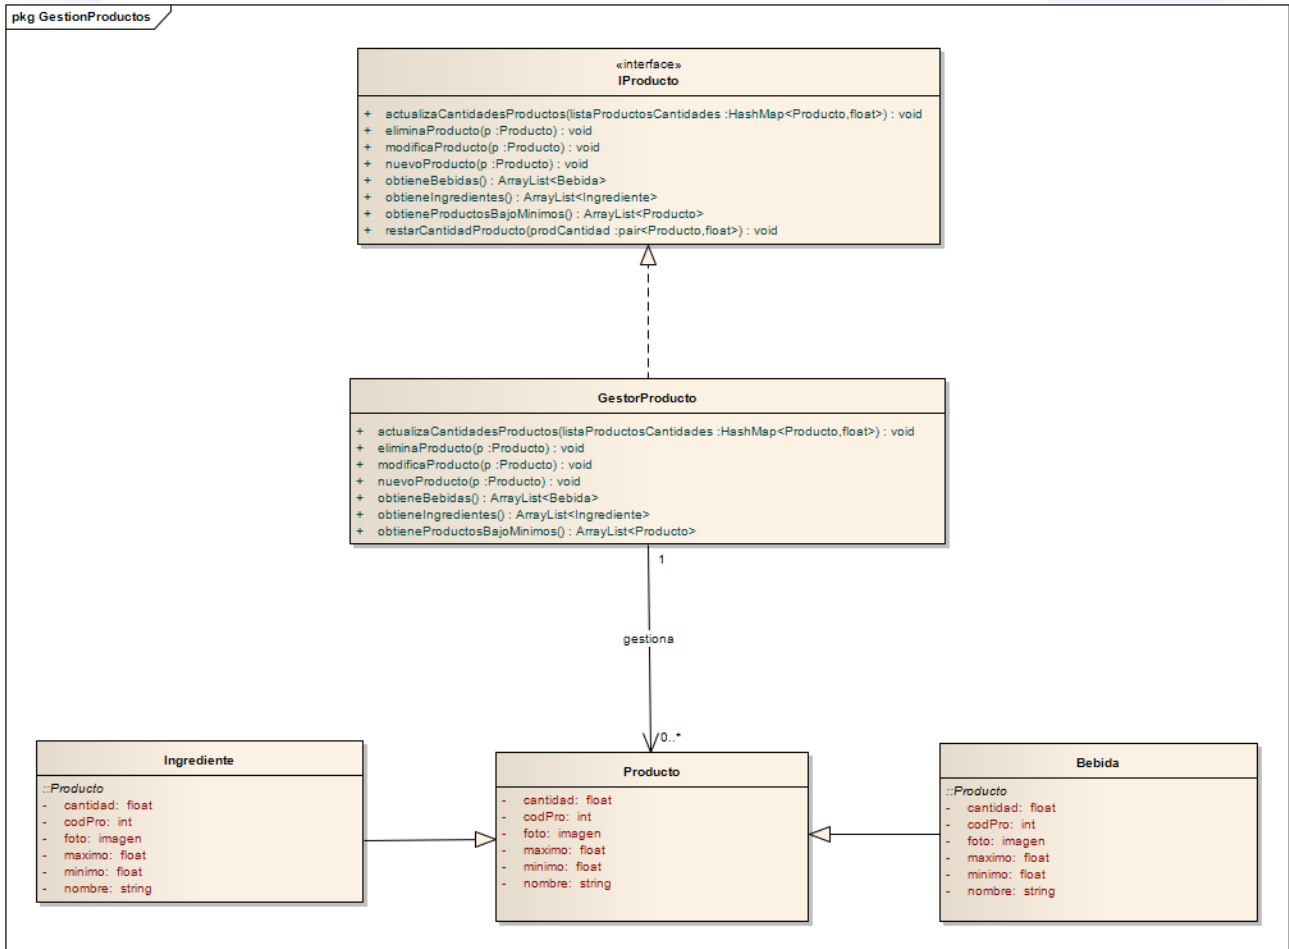 pkg GestionProductos
«interface»
IProducto
+ actualizaCantidadesProductos(listaProductosCantidades :HashMap<Producto,float>) : void
+ eliminaProducto(p :Producto) : void
+ modificaProducto(p :Producto) : void
+ nuevoProducto(p :Producto) : void
+ obtieneBebidas() : ArrayList<Bebida>
+ obtieneIngredientes() : ArrayList<Ingrediente>
+ obtieneProductosBajoMinimos() : ArrayList<Producto>
+ restarCantidadProducto(prodCantidad :pair<Producto,float>) : void
GestorProducto
+ actualizaCantidadesProductos(listaProductosCantidades :HashMap<Producto,float>) : void
+ eliminaProducto(p :Producto) : void
+ modificaProducto(p :Producto) : void
+ nuevoProducto(p :Producto) : void
+ obtieneBebidas() : ArrayList<Bebida>
+ obtieneIngredientes() : ArrayList<Ingrediente>
+ obtieneProductosBajoMinimos() : ArrayList<Producto>
1
gestiona
0..*
Ingrediente
::Producto
- cantidad: float
- codPro: int
- foto: imagen
- maximo: float
- minimo: float
- nombre: string
Producto
- cantidad: float
- codPro: int
- foto: imagen
- maximo: float
- minimo: float
- nombre: string
Bebida
::Producto
- cantidad: float
- codPro: int
- foto: imagen
- maximo: float
- minimo: float
- nombre: string